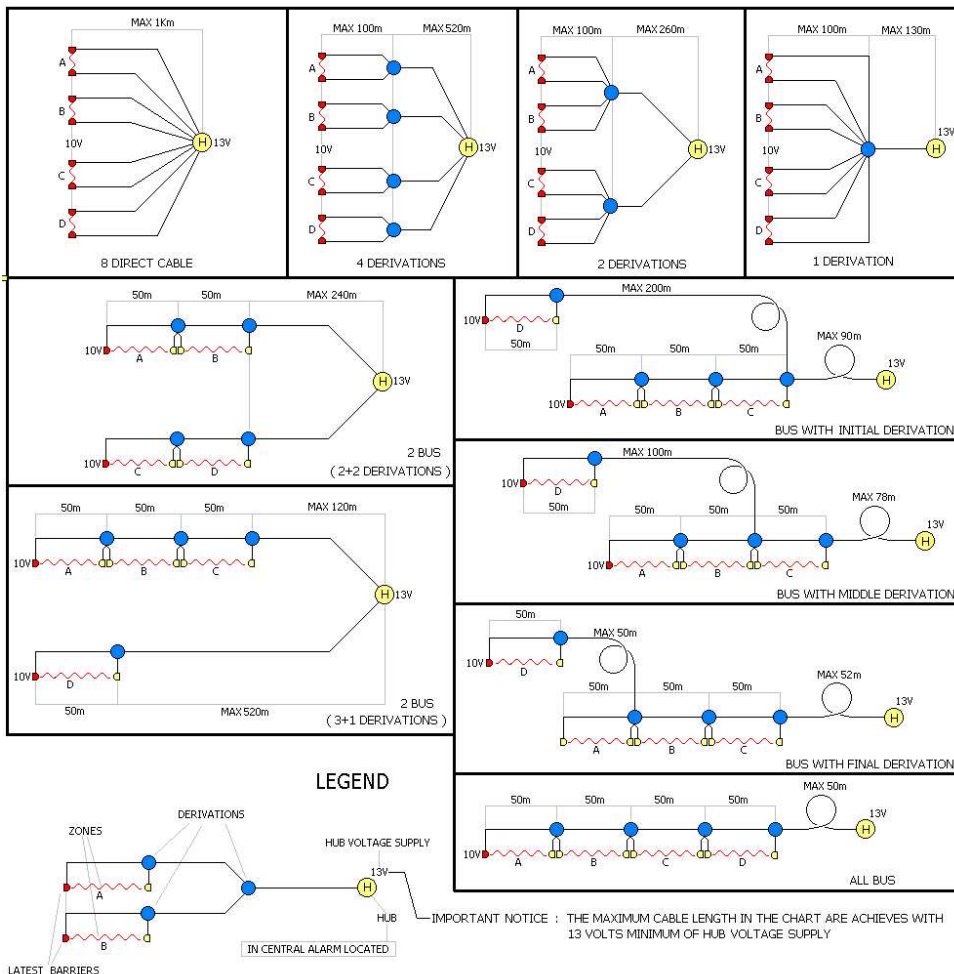 MAX 1Km
A
B
10V
C
D
H 13V
8 DIRECT CABLE
MAX 100m MAX 520m
A
B
10V
C
D
H 13V
4 DERIVATIONS
MAX 100m MAX 260m
A
B
10V
C
D
H 13V
2 DERIVATIONS
MAX 100m MAX 130m
A
B
10V
C
D
13V
H
1 DERIVATION
50m 50m MAX 240m
10V A B
H 13V
10V C D
2 BUS
( 2+2 DERIVATIONS )
MAX 200m
10V D
50m
50m 50m 50m MAX 90m
13V
H
10V A B C
BUS WITH INITIAL DERIVATION
MAX 100m
10V D
50m
50m 50m 50m MAX 78m
13V
H
10V A B C
BUS WITH MIDDLE DERIVATION
50m 50m 50m MAX 120m
10V A B C
H 13V
10V D
50m MAX 520m
2 BUS
( 3+1 DERIVATIONS )
50m
MAX 50m
10V D
50m 50m 50m MAX 52m
13V
H
A B C
BUS WITH FINAL DERIVATION
50m 50m 50m 50m MAX 50m
13V
H
10V A B C D
ALL BUS
LEGEND
DERIVATIONS
ZONES
HUB VOLTAGE SUPPLY
13V
A
H
HUB
B
IN CENTRAL ALARM LOCATED
LATEST BARRIERS
IMPORTANT NOTICE : THE MAXIMUM CABLE LENGTH IN THE CHART ARE ACHIEVES WITH
13 VOLTS MINIMUM OF HUB VOLTAGE SUPPLY